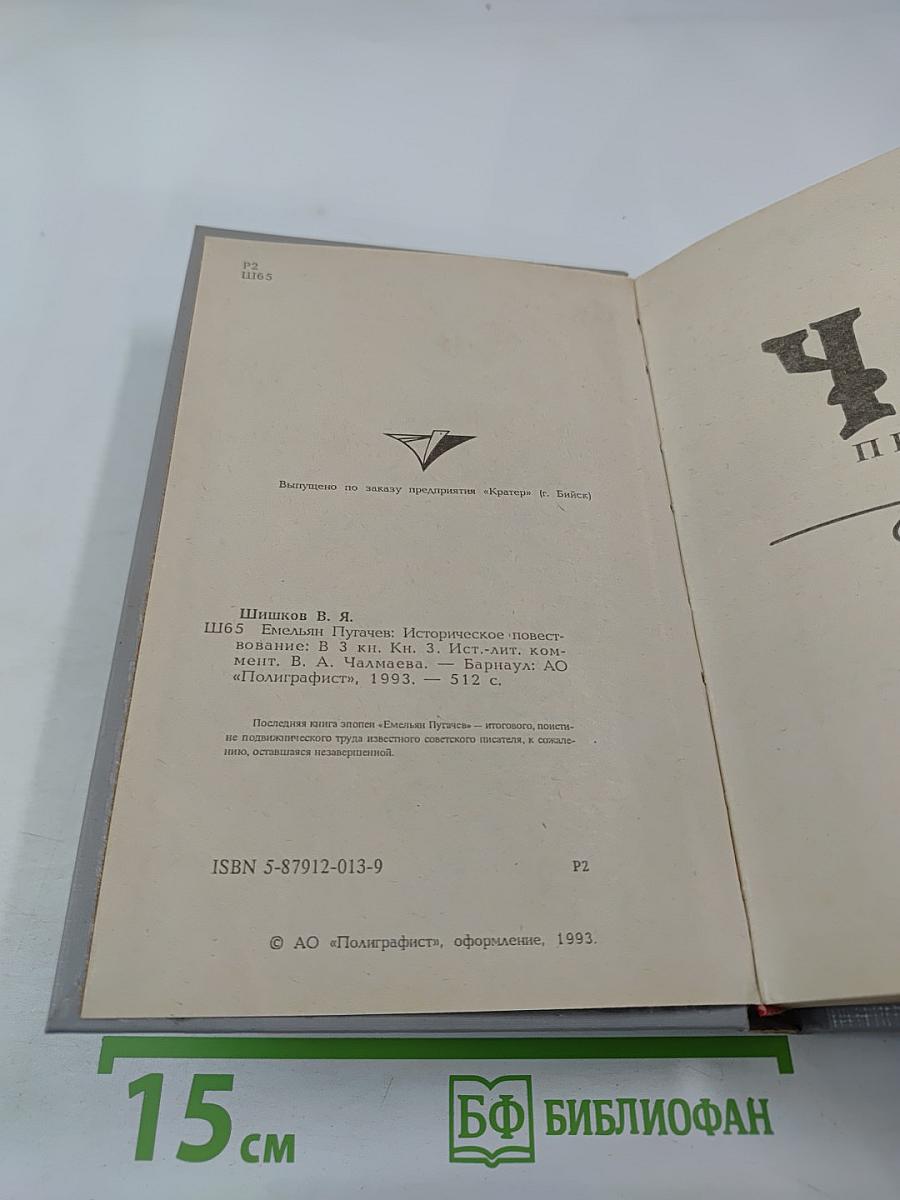 Р2
Ш65
Выпущено по заказу предприятия «Кратер» (г. Бийск)
Шишков В. Я.
Ш65 Емельян Пугачев: Историческое повест-
вование: В 3 кн. Кн. 3. Ист.-лит. ком-
мент. В. А. Чалмаева. — Барнаул: АО
«Полиграфист», 1993. — 512 с.
Последняя книга эпопеи «Емельян Пугачев» — итогового, поисти-
не подвижнического труда известного советского писателя, к сожале-
нию, оставшаяся незавершенной.
ISBN 5-87912-013-9 Р2
© АО «Полиграфист», оформление, 1993.
Ч
15 см
БФ БИБЛИОФАН